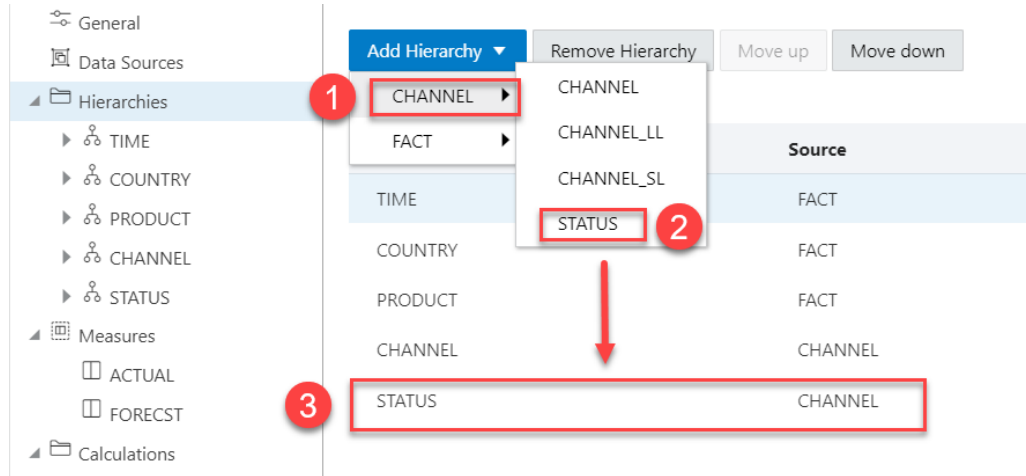 General
Data Sources
Hierarchies
TIME
COUNTRY
PRODUCT
CHANNEL
STATUS
Measures
ACTUAL
FORECST
Calculations
Add Hierarchy Remove Hierarchy Move up Move down
1 CHANNEL
FACT
CHANNEL
CHANNEL_LL
CHANNEL_SL
STATUS 2
Source
TIME FACT
COUNTRY FACT
PRODUCT FACT
CHANNEL CHANNEL
3 STATUS CHANNEL